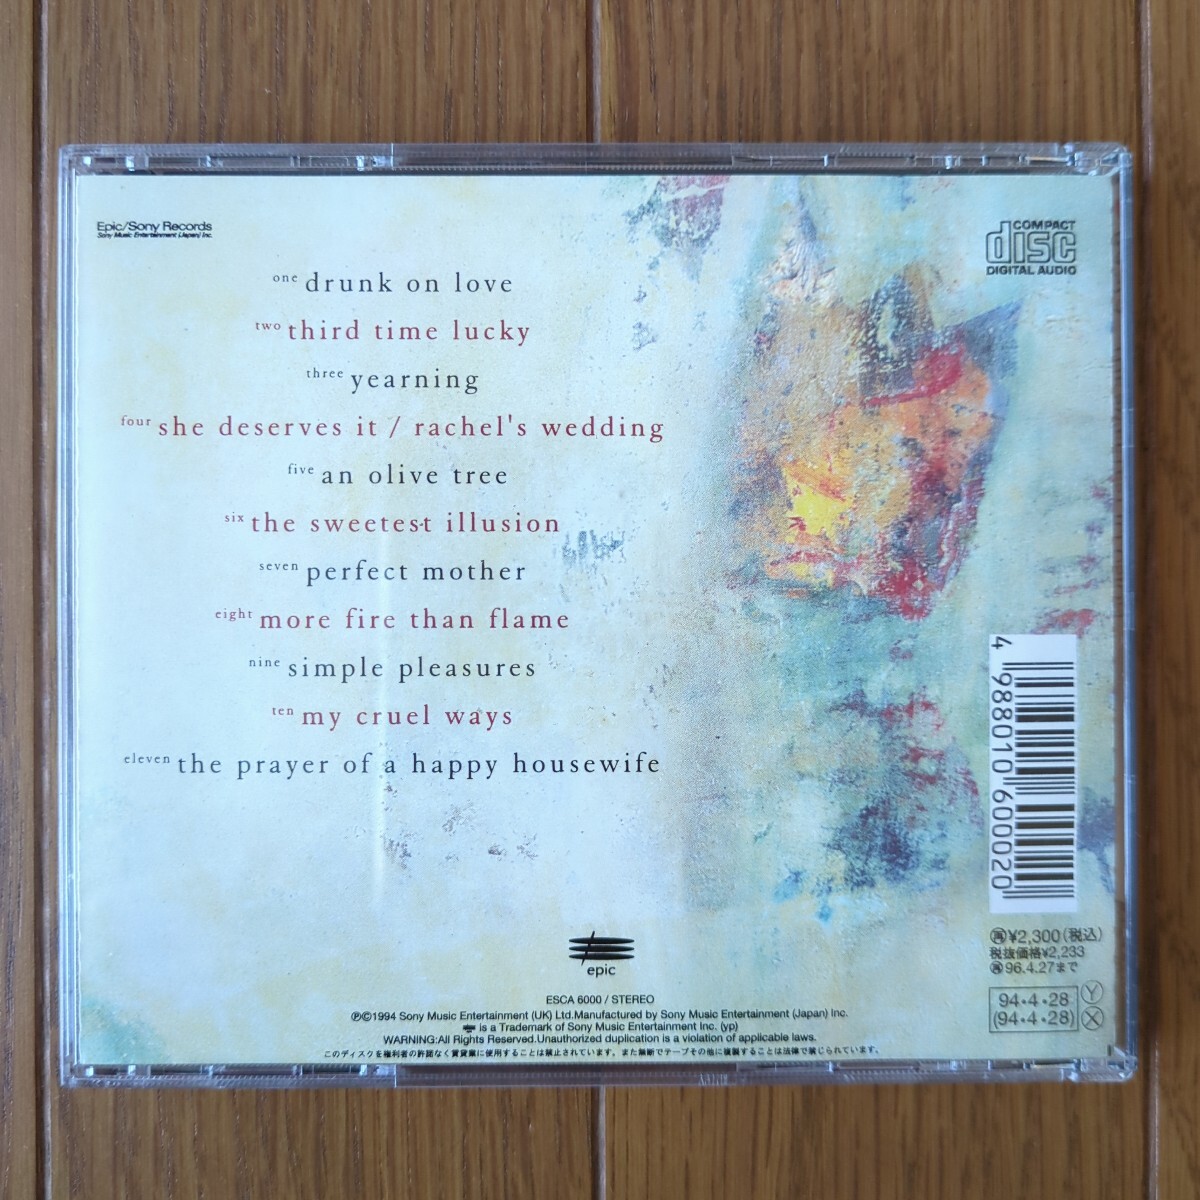 Epic/Sony Records
Sony Music Entertainment (Japan) Inc.
COMPACT
disc
DIGITAL AUDIO
one drunk on love
two third time lucky
three yearning
four she deserves it / rachel's wedding
five an olive tree
six the sweetest illusion
seven perfect mother
eight more fire than flame
nine simple pleasures
ten my cruel ways
eleven the prayer of a happy housewife
4 988010 600020
epic
ESCA 6000 / STEREO
℗©1994 Sony Music Entertainment (UK) Ltd.Manufactured by Sony Music Entertainment (Japan) Inc.
is a Trademark of Sony Music Entertainment Inc. (yp)
WARNING:All Rights Reserved.Unauthorized duplication is a violation of applicable laws.
このディスクを権利者の許諾なく賃貸業に使用することは禁止されています。また無断でテープその他に複製することは法律で禁じられています。
再¥2,300(税込)
税抜価格¥2,233
再96.4.27まで
94・4・28 Y
(94・4・28) X